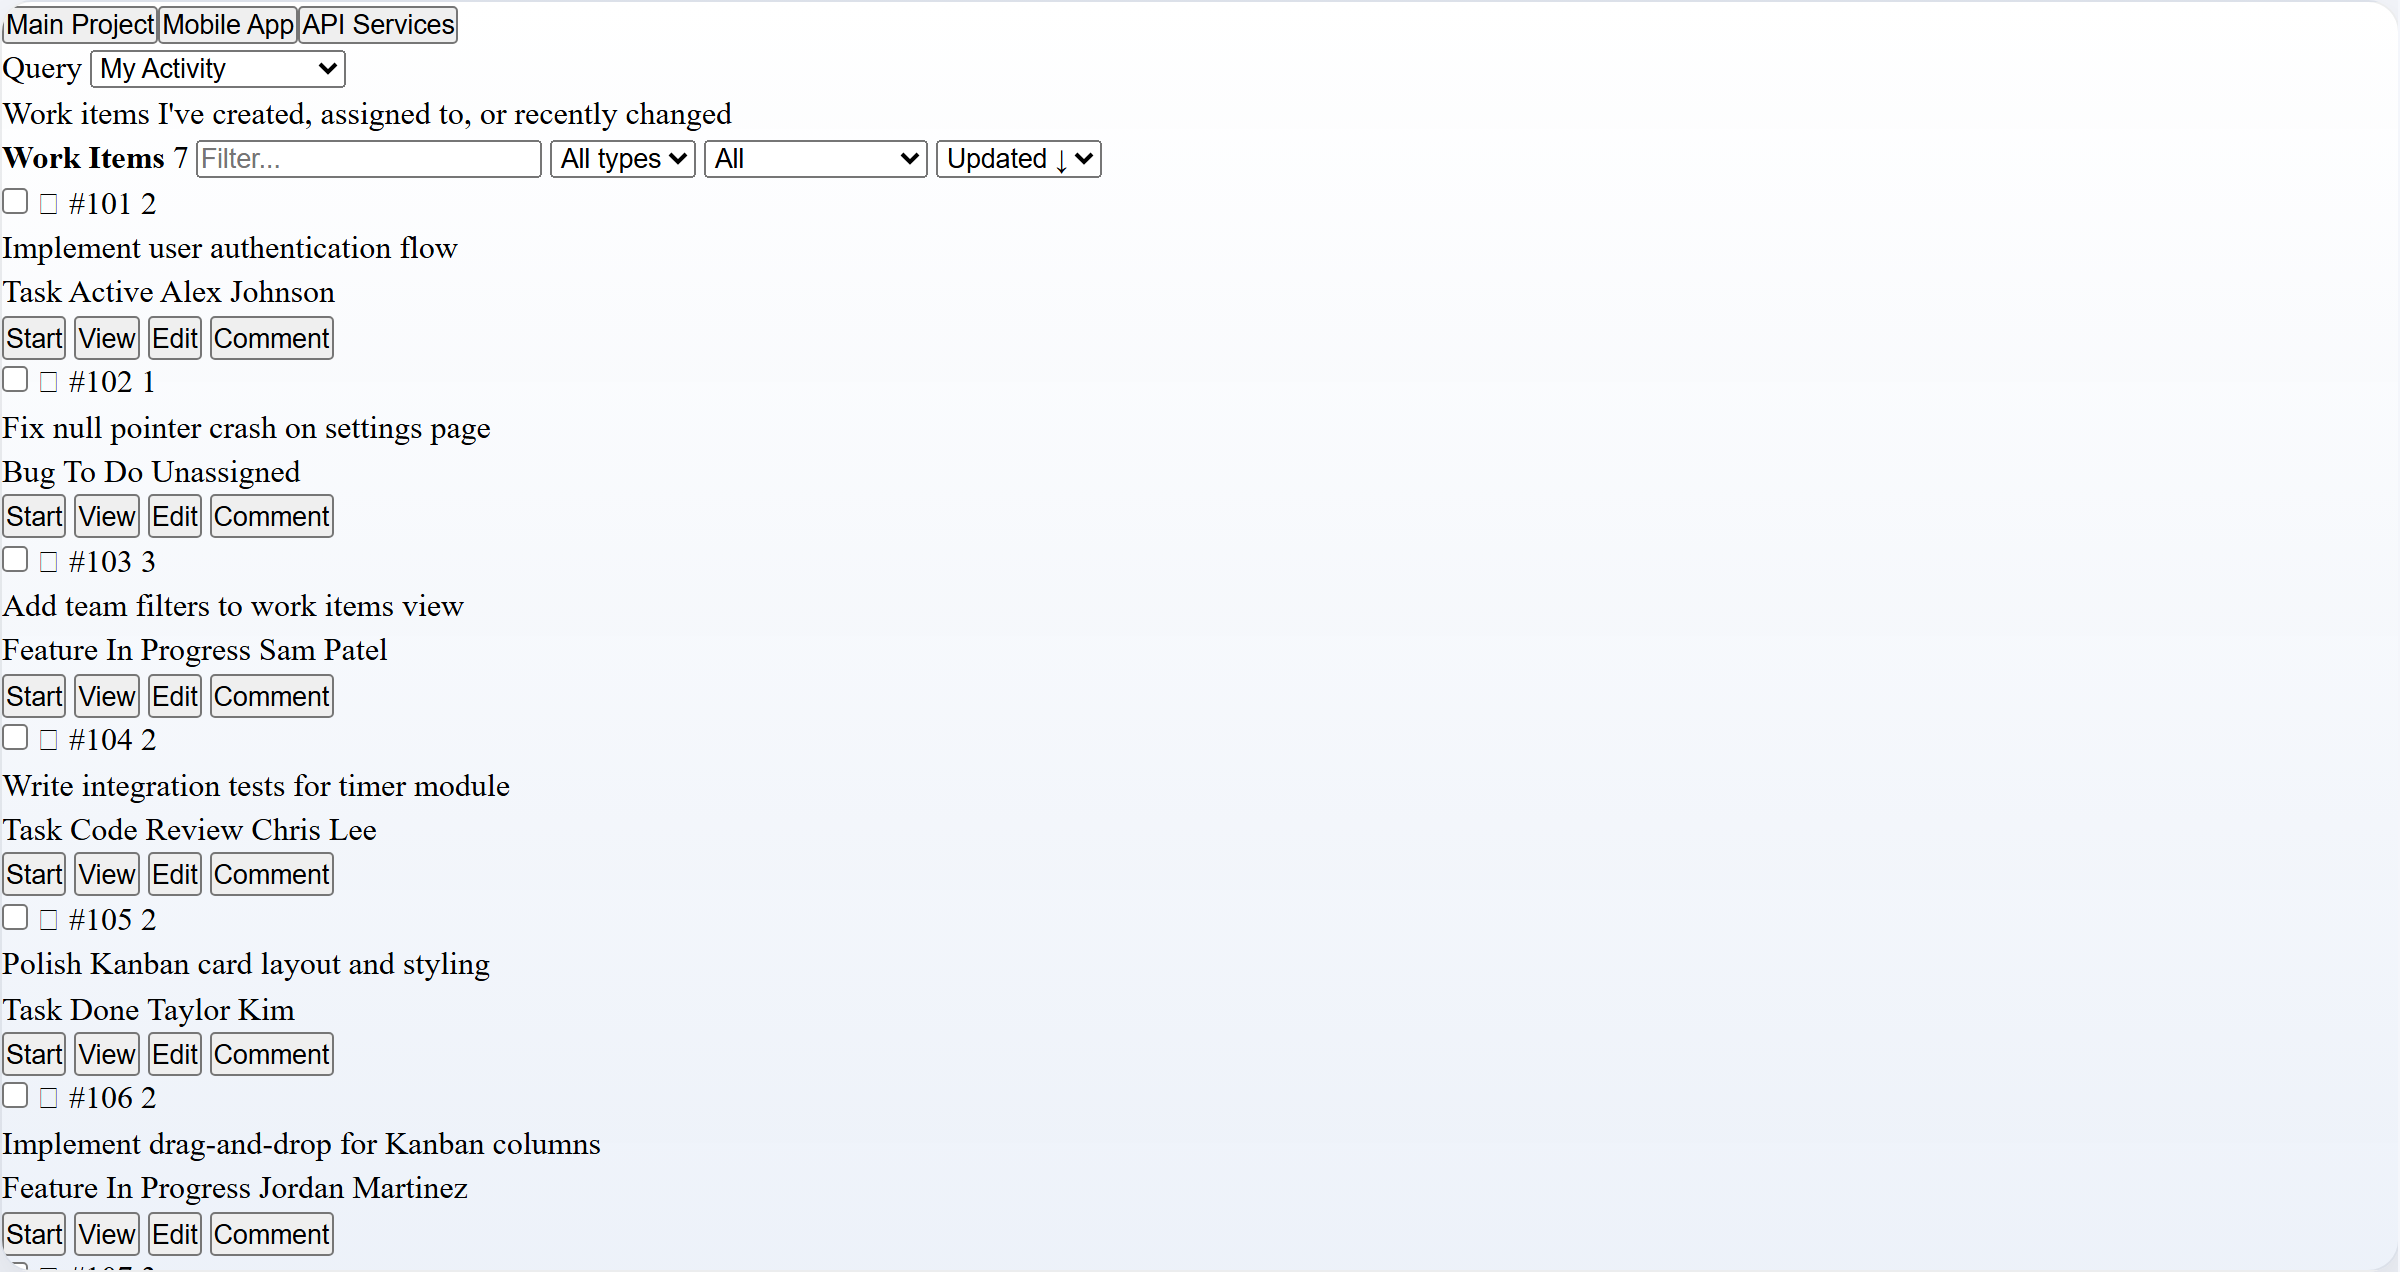 Main Project Mobile App API Services
Query My Activity
Work items I've created, assigned to, or recently changed
Work Items 7 Filter... All types All Updated ↓
#101 2
Implement user authentication flow
Task Active Alex Johnson
Start View Edit Comment
#102 1
Fix null pointer crash on settings page
Bug To Do Unassigned
Start View Edit Comment
#103 3
Add team filters to work items view
Feature In Progress Sam Patel
Start View Edit Comment
#104 2
Write integration tests for timer module
Task Code Review Chris Lee
Start View Edit Comment
#105 2
Polish Kanban card layout and styling
Task Done Taylor Kim
Start View Edit Comment
#106 2
Implement drag-and-drop for Kanban columns
Feature In Progress Jordan Martinez
Start View Edit Comment